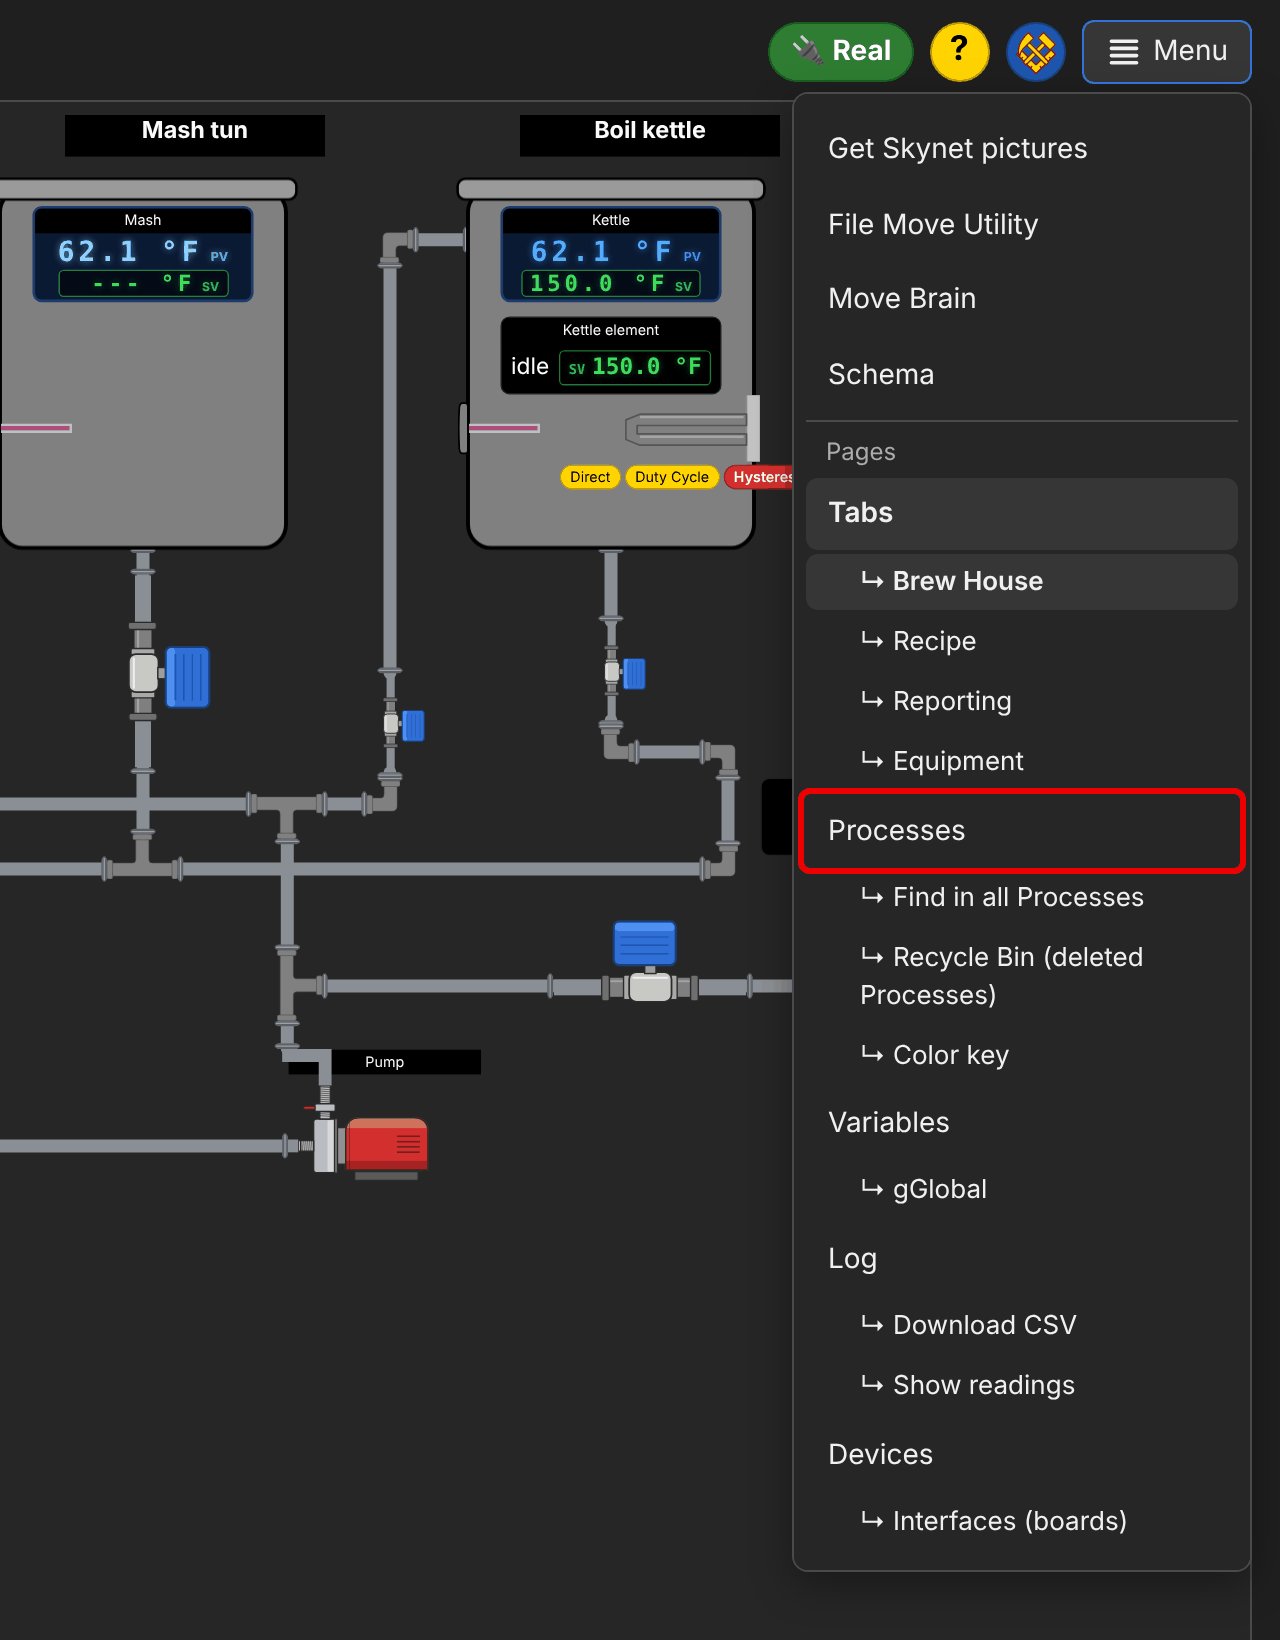 Real
?
Menu
Mash tun
Boil kettle
Mash
62.1 °F PV
--- °F SV
Kettle
62.1 °F PV
150.0 °F SV
Kettle element
idle SV 150.0 °F
Direct
Duty Cycle
Hysteres
Pump
Get Skynet pictures
File Move Utility
Move Brain
Schema
Pages
Tabs
↳ Brew House
↳ Recipe
↳ Reporting
↳ Equipment
Processes
↳ Find in all Processes
↳ Recycle Bin (deleted
Processes)
↳ Color key
Variables
↳ gGlobal
Log
↳ Download CSV
↳ Show readings
Devices
↳ Interfaces (boards)